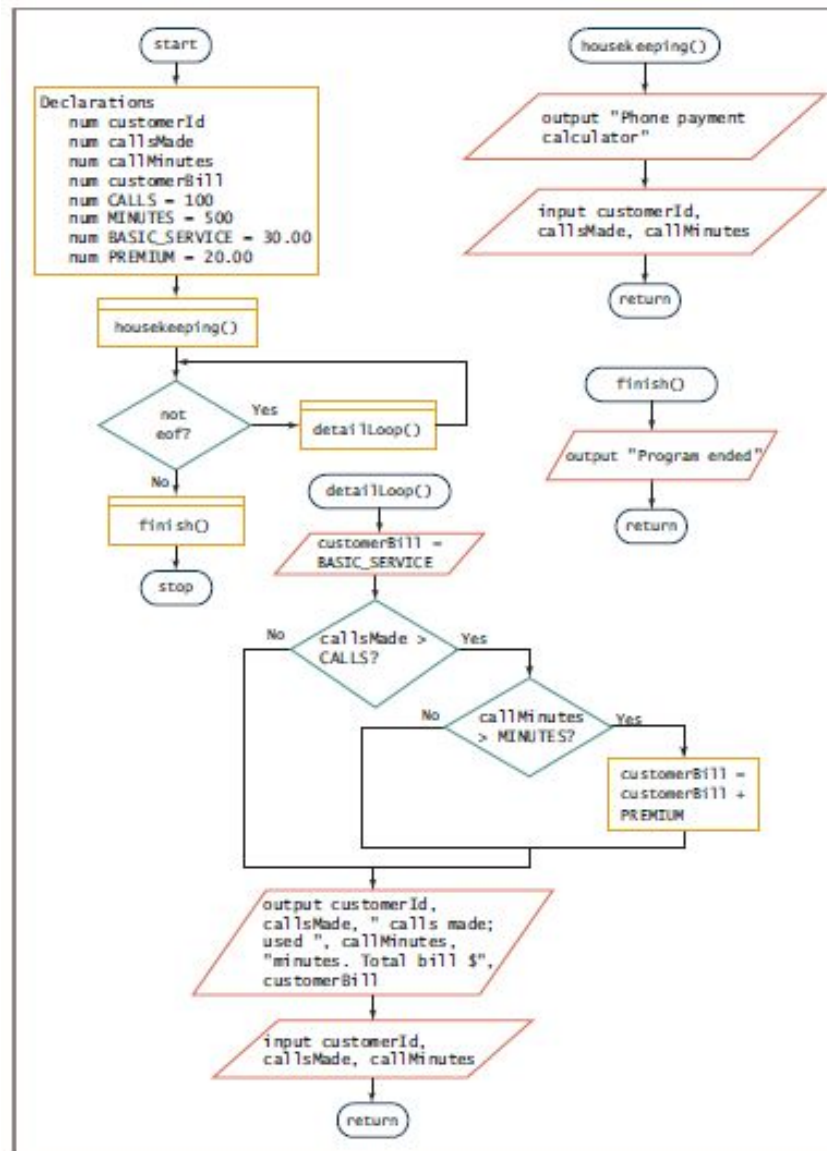 start
Declarations
num customerId
num callsMade
num callMinutes
num customerBill
num CALLS = 100
num MINUTES = 500
num BASIC_SERVICE = 30.00
num PREMIUM = 20.00
housekeeping()
not
eof?
Yes
detailLoop()
No
finish()
stop
housekeeping()
output "Phone payment
calculator"
input customerId,
callsMade, callMinutes
return
finish()
output "Program ended"
return
detailLoop()
customerBill =
BASIC_SERVICE
No
callsMade >
CALLS?
Yes
No
callMinutes
> MINUTES?
Yes
customerBill =
customerBill +
PREMIUM
output customerId,
callsMade, " calls made;
used ", callMinutes,
"minutes. Total bill $",
customerBill
input customerId,
callsMade, callMinutes
return